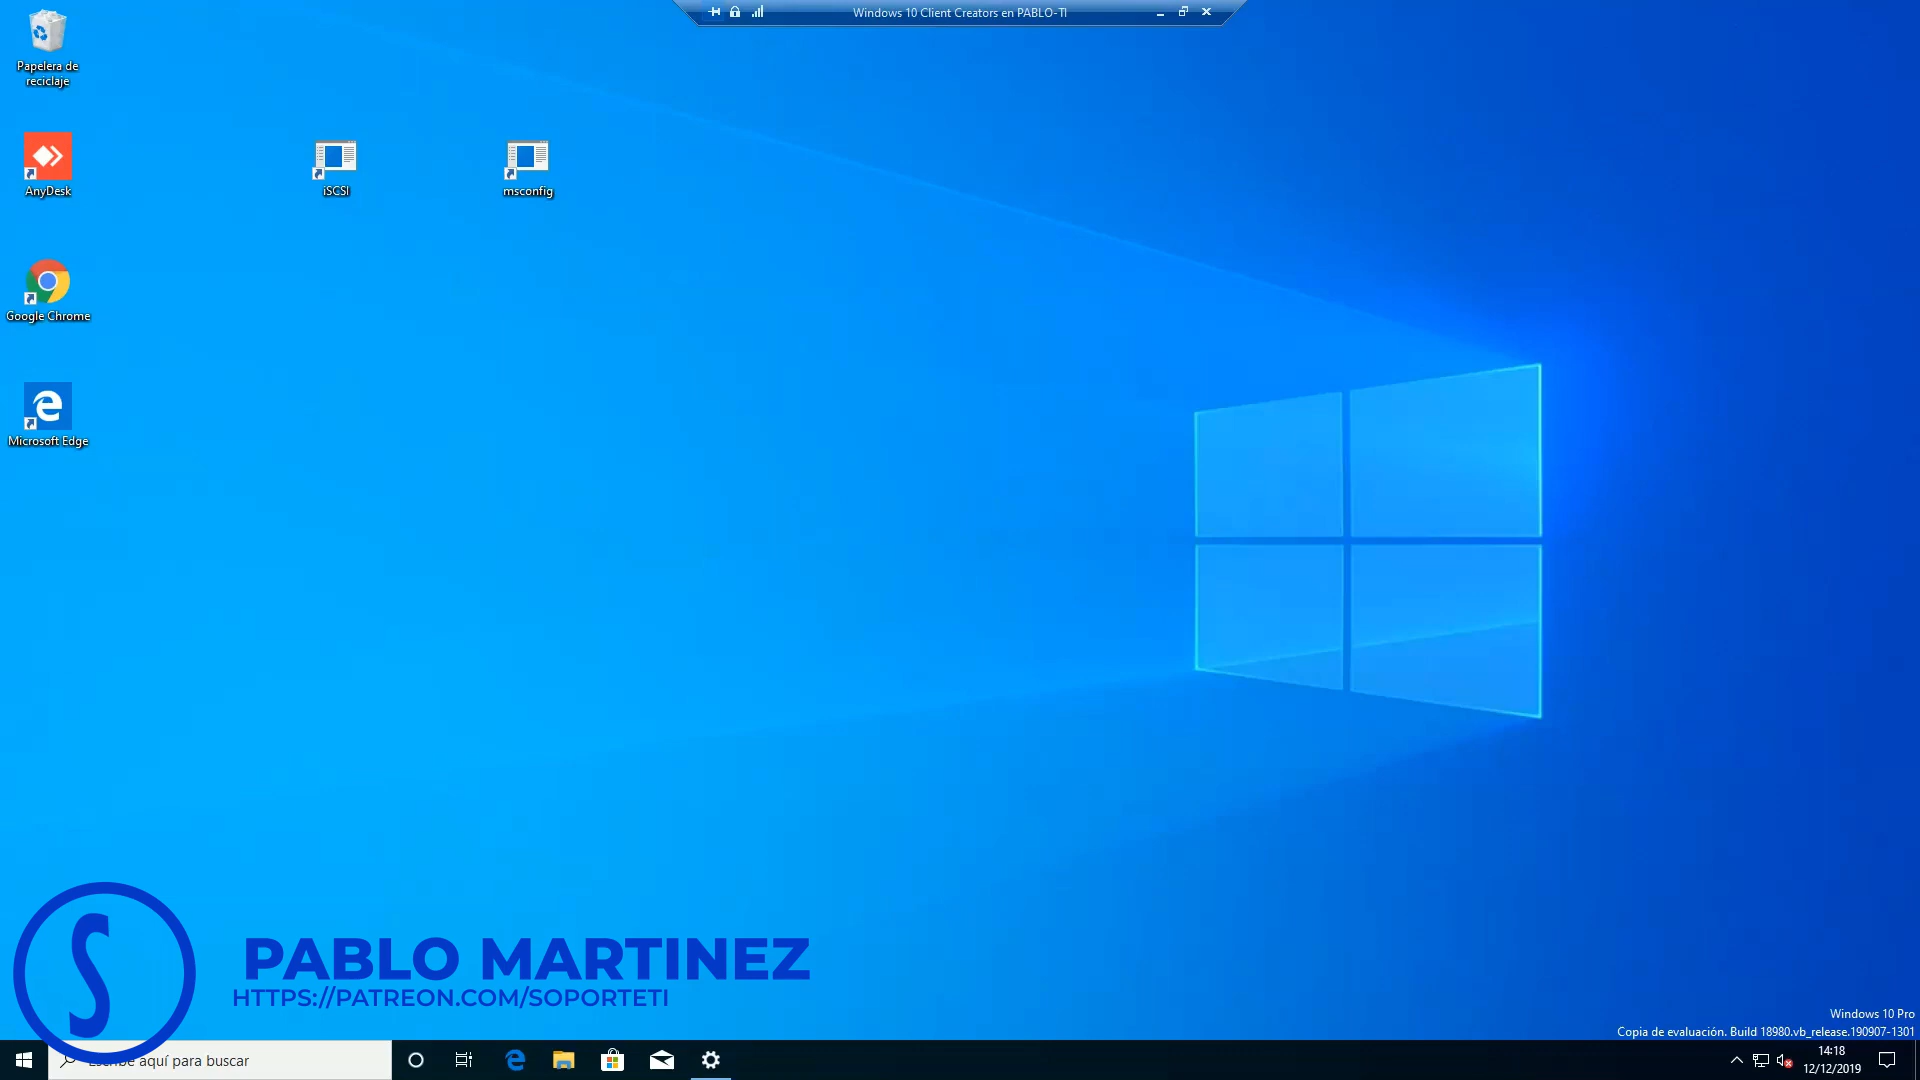 Windows 10 Client Creators en PABLO-TI
Papelera de
reciclaje
AnyDesk
iSCSI
msconfig
Google Chrome
Microsoft Edge
S
PABLO MARTINEZ
HTTPS://PATREON.COM/SOPORTETI
Windows 10 Pro
Copia de evaluación. Build 18980.vb_release.190907-1301
aquí para buscar
14:18
12/12/2019